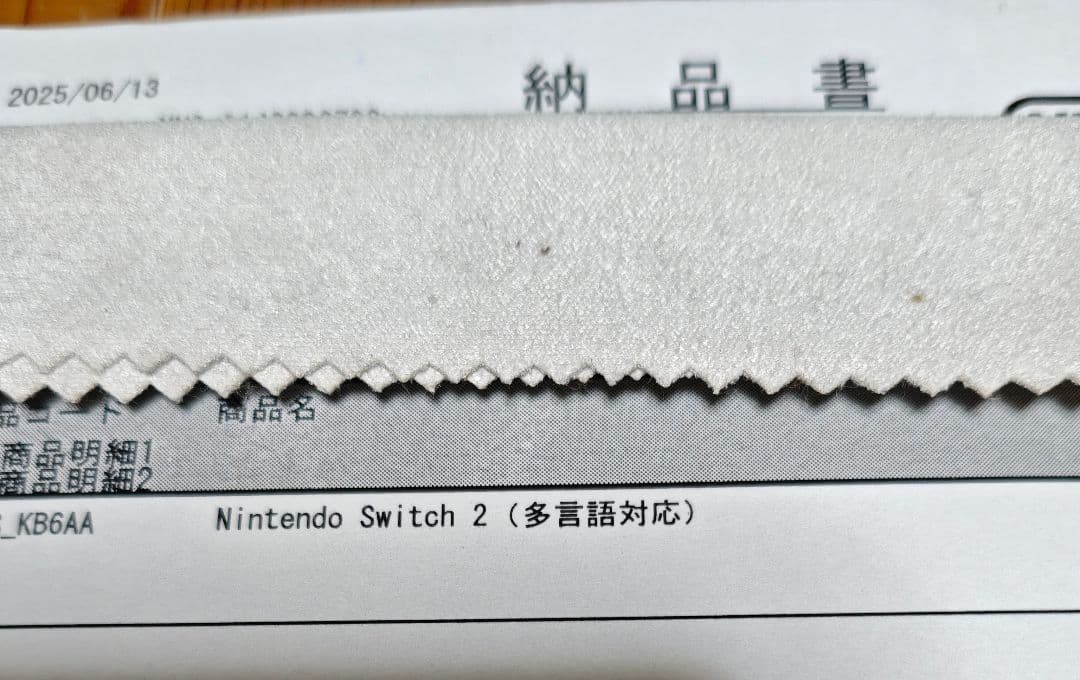 2025/06/13
納 品 書
商品名
商品明細1
商品明細2
_KB6AA
Nintendo Switch 2（多言語対応）